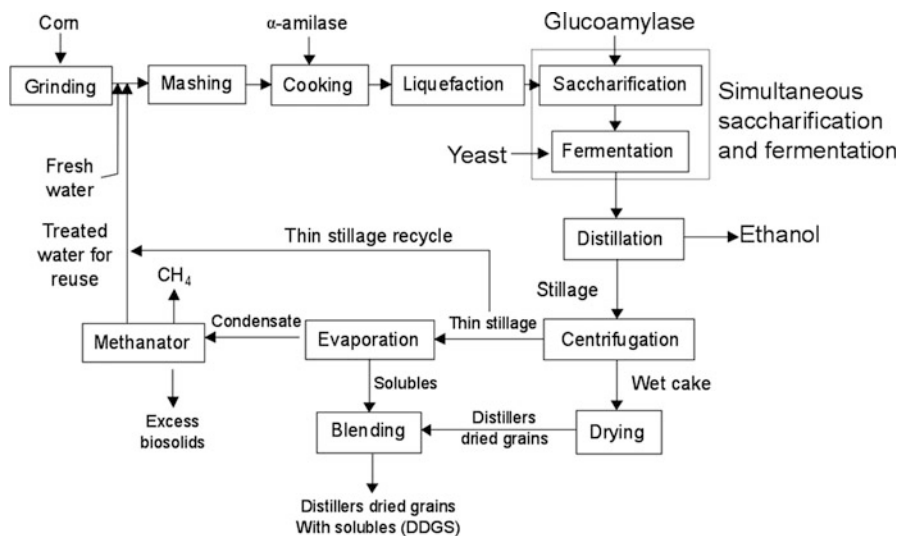 Corn
α-amilase
Glucoamylase
Grinding
Mashing
Cooking
Liquefaction
Saccharification
Simultaneous
saccharification
and fermentation
Fresh
water
Yeast
Fermentation
Treated
water for
reuse
Thin stillage recycle
Distillation
Ethanol
CH4
Stillage
Methanator
Condensate
Evaporation
Thin stillage
Centrifugation
Solubles
Wet cake
Excess
biosolids
Blending
Distillers
dried grains
Drying
Distillers dried grains
With solubles (DDGS)